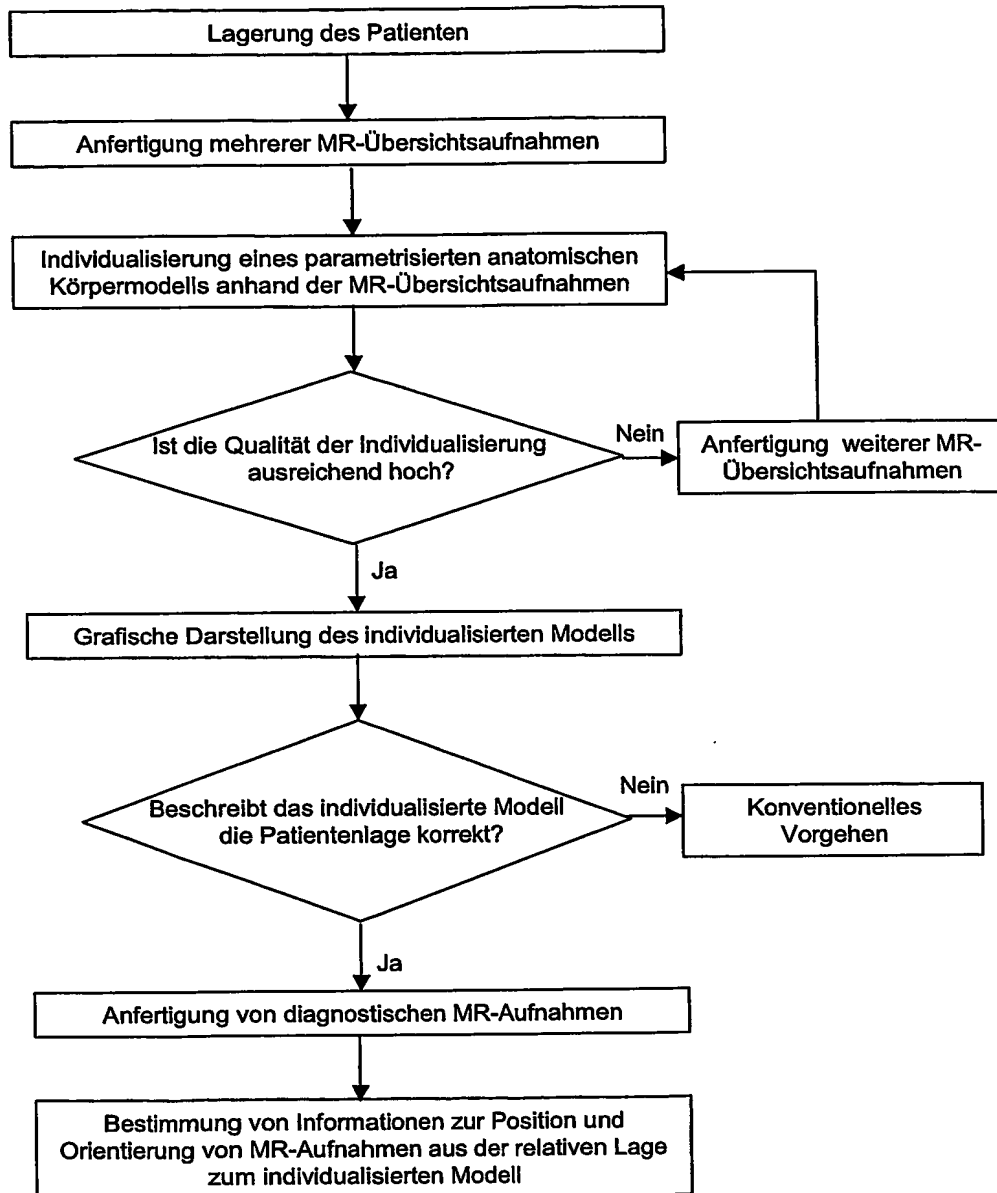 Lagerung des Patienten
Anfertigung mehrerer MR-Übersichtsaufnahmen
Individualisierung eines parametrisierten anatomischen
Körpermodells anhand der MR-Übersichtsaufnahmen
Ist die Qualität der Individualisierung
ausreichend hoch?
Nein
Anfertigung weiterer MR-
Übersichtsaufnahmen
Ja
Grafische Darstellung des individualisierten Modells
Beschreibt das individualisierte Modell
die Patientenlage korrekt?
Nein
Konventionelles
Vorgehen
Ja
Anfertigung von diagnostischen MR-Aufnahmen
Bestimmung von Informationen zur Position und
Orientierung von MR-Aufnahmen aus der relativen Lage
zum individualisierten Modell